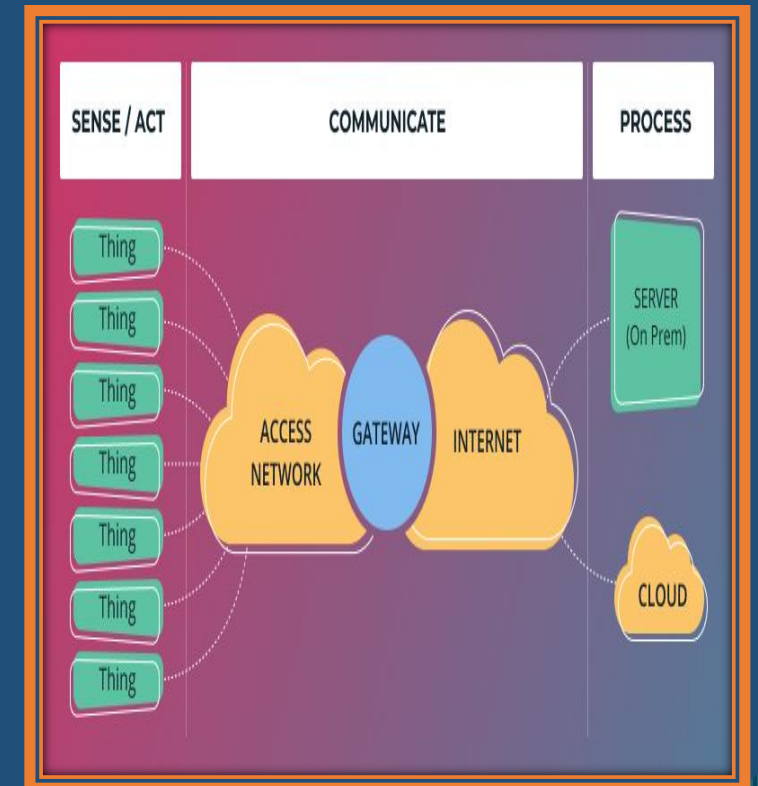 SENSE / ACT
COMMUNICATE
PROCESS
Thing
Thing
Thing
Thing
Thing
Thing
Thing
ACCESS
NETWORK
GATEWAY
INTERNET
SERVER
(On Prem)
CLOUD